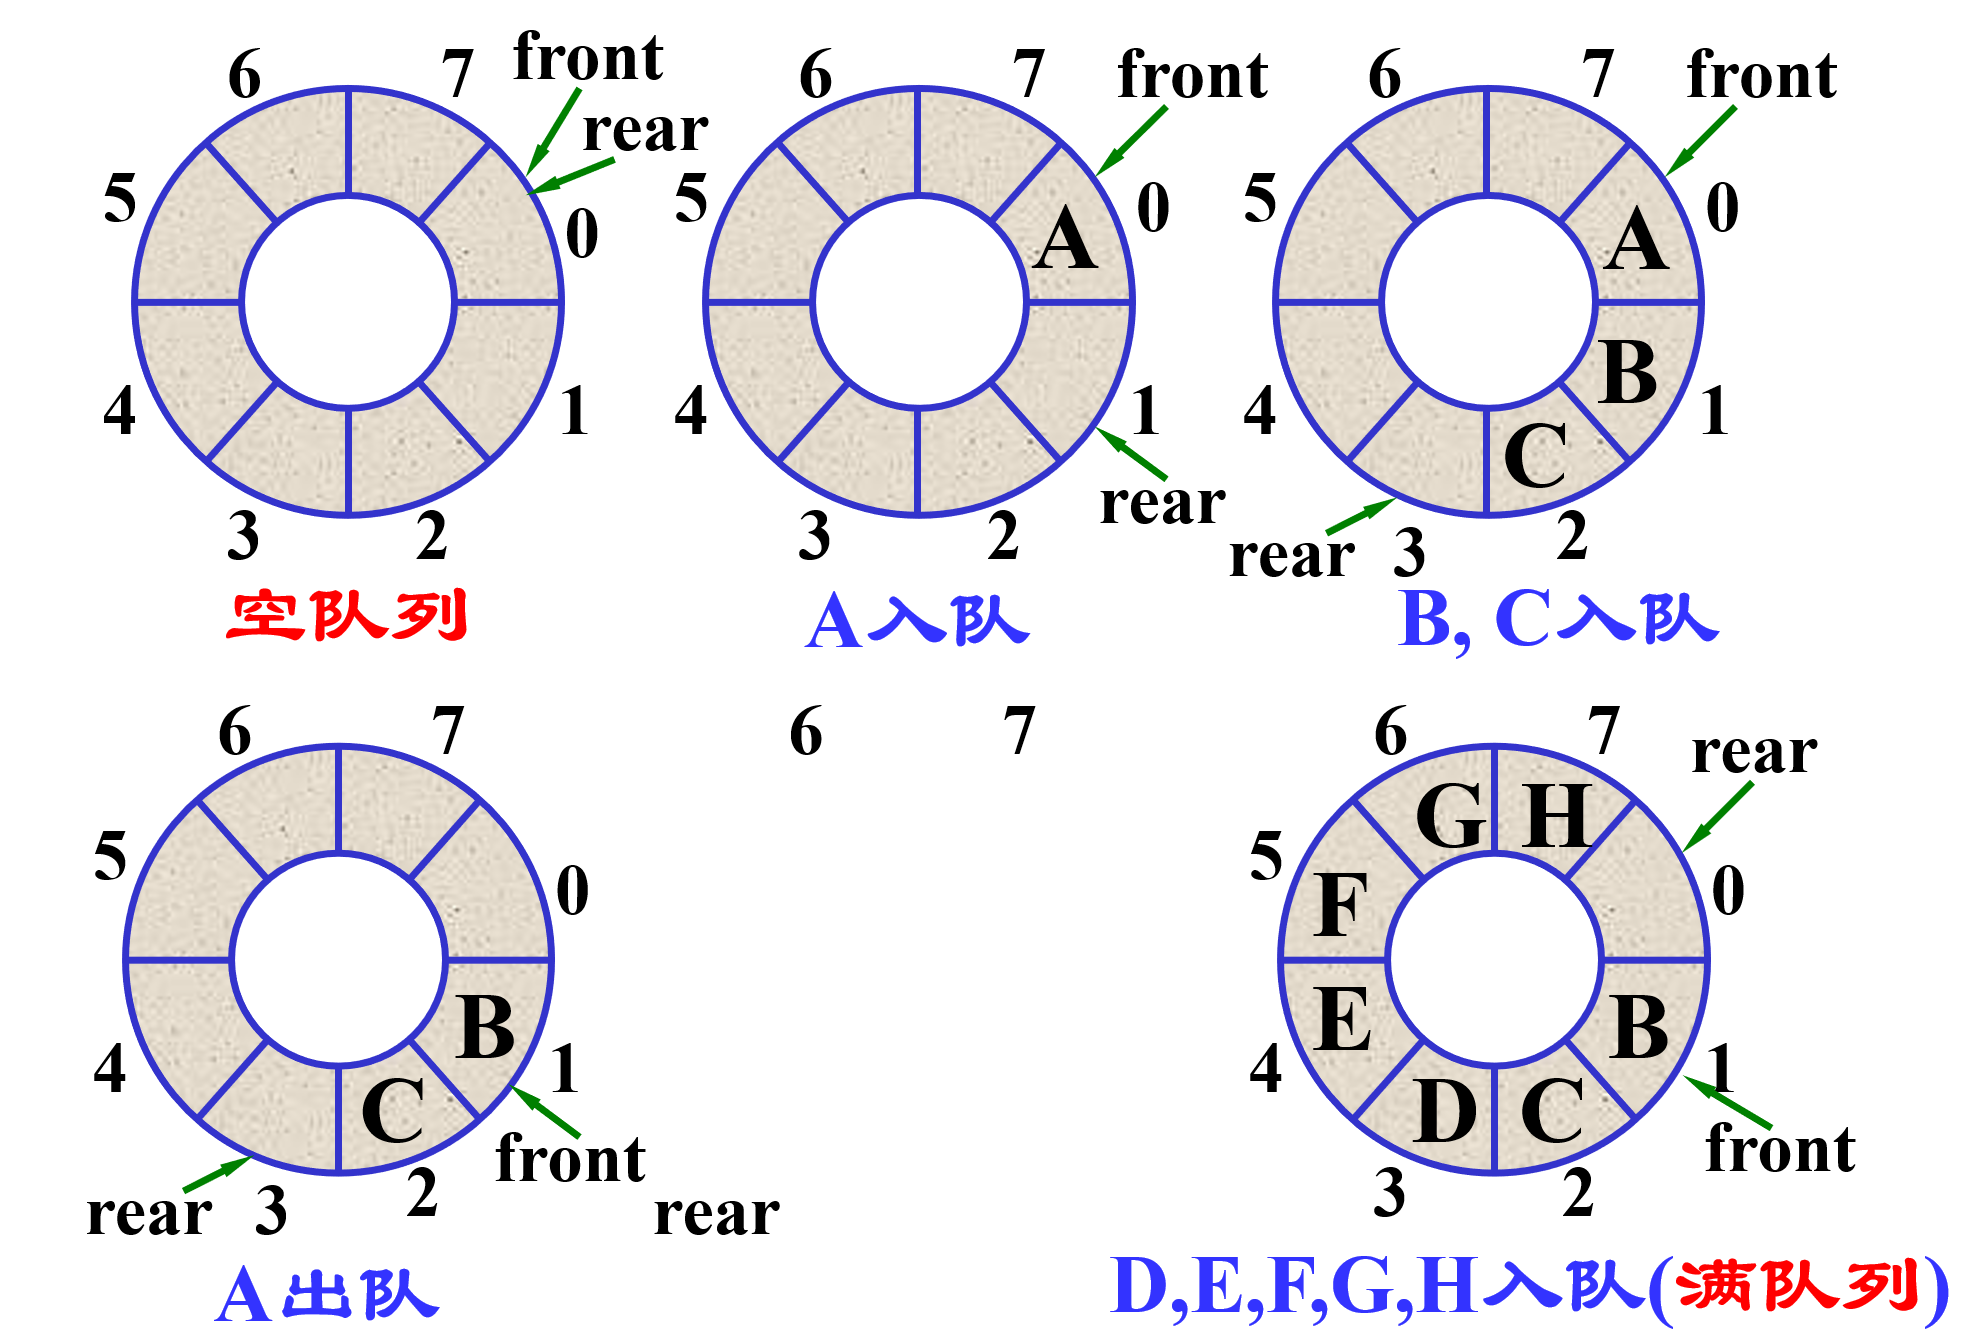 6 7 front
rear
5 0
4 1
3 2
空队列
6 7 front
5 A 0
4 1
3 2 rear
A入队
6 7 front
5 A 0
4 B 1
C
rear 3 2
B, C入队
6 7
5 0
B
4 1
C
front
rear 3 2
A出队
6 7
rear
6 7 rear
G H
5 0
F
E B
4 1
D C
front
3 2
D,E,F,G,H入队(满队列)